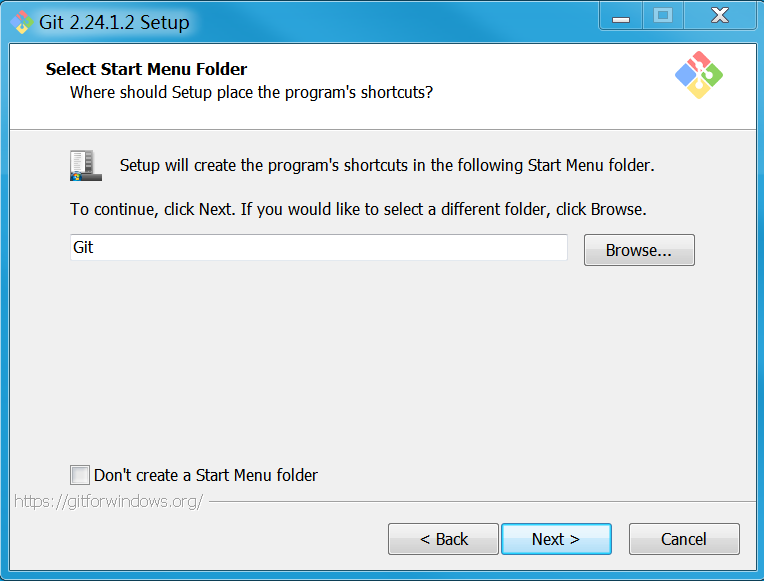 Git 2.24.1.2 Setup
Select Start Menu Folder
Where should Setup place the program's shortcuts?
Setup will create the program's shortcuts in the following Start Menu folder.
To continue, click Next. If you would like to select a different folder, click Browse.
Git
Browse...
Don't create a Start Menu folder
https://gitforwindows.org/
< Back
Next >
Cancel